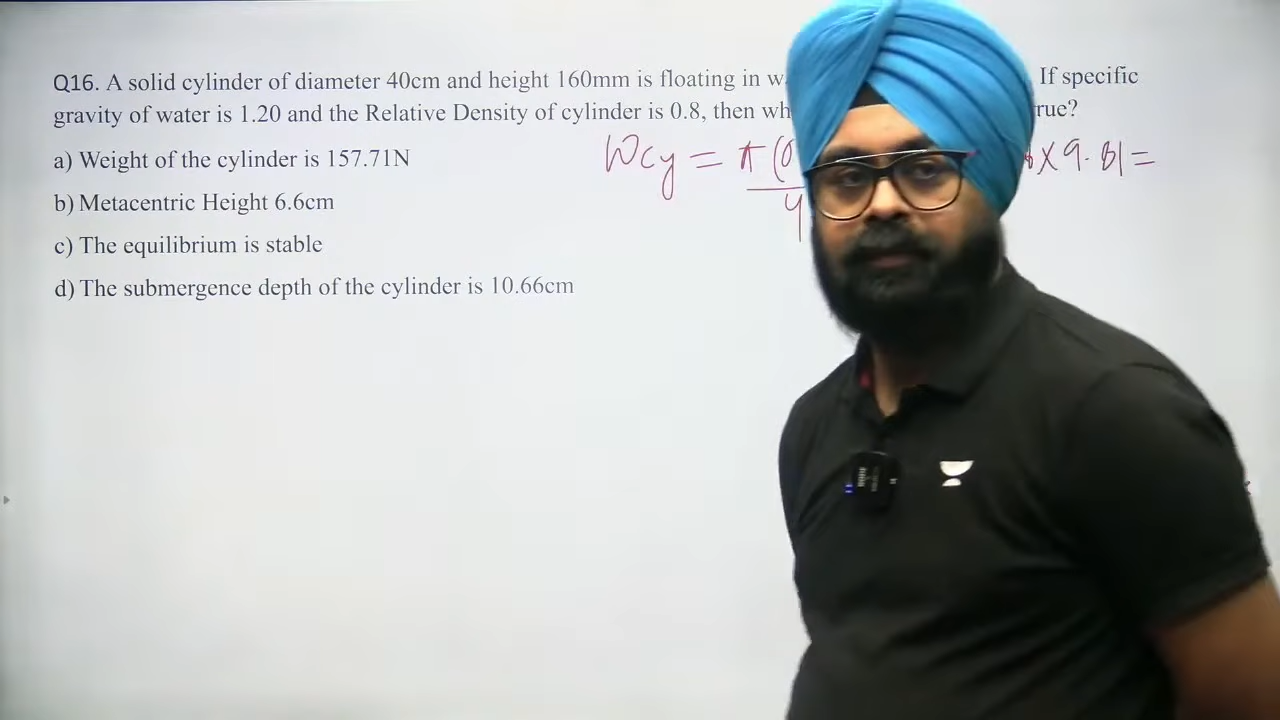 Q16. A solid cylinder of diameter 40cm and height 160mm is floating in If specific
gravity of water is 1.20 and the Relative Density of cylinder is 0.8, then
a) Weight of the cylinder is 157.71N
Wcy = π (0 x 9.81 =
4
b) Metacentric Height 6.6cm
c) The equilibrium is stable
d) The submergence depth of the cylinder is 10.66cm